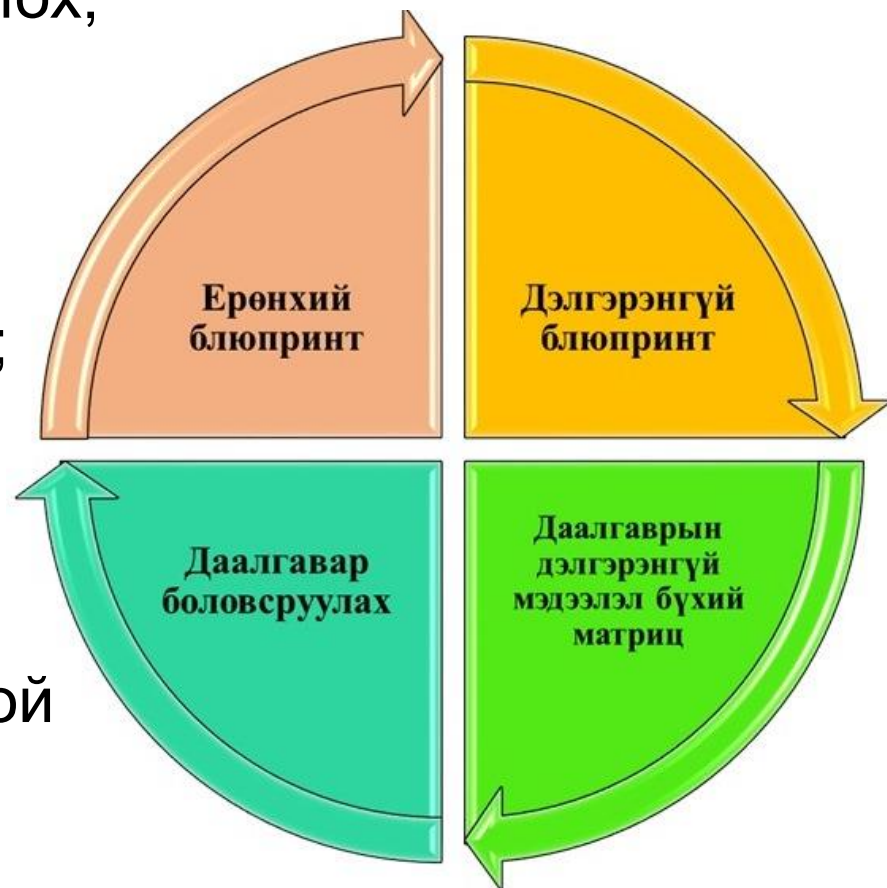 Ерөнхий
блюпринт
Дэлгэрэнгүй
блюпринт
Даалгавар
боловсруулах
Даалгаврын
дэлгэрэнгүй
мэдээлэл бүхий
матриц